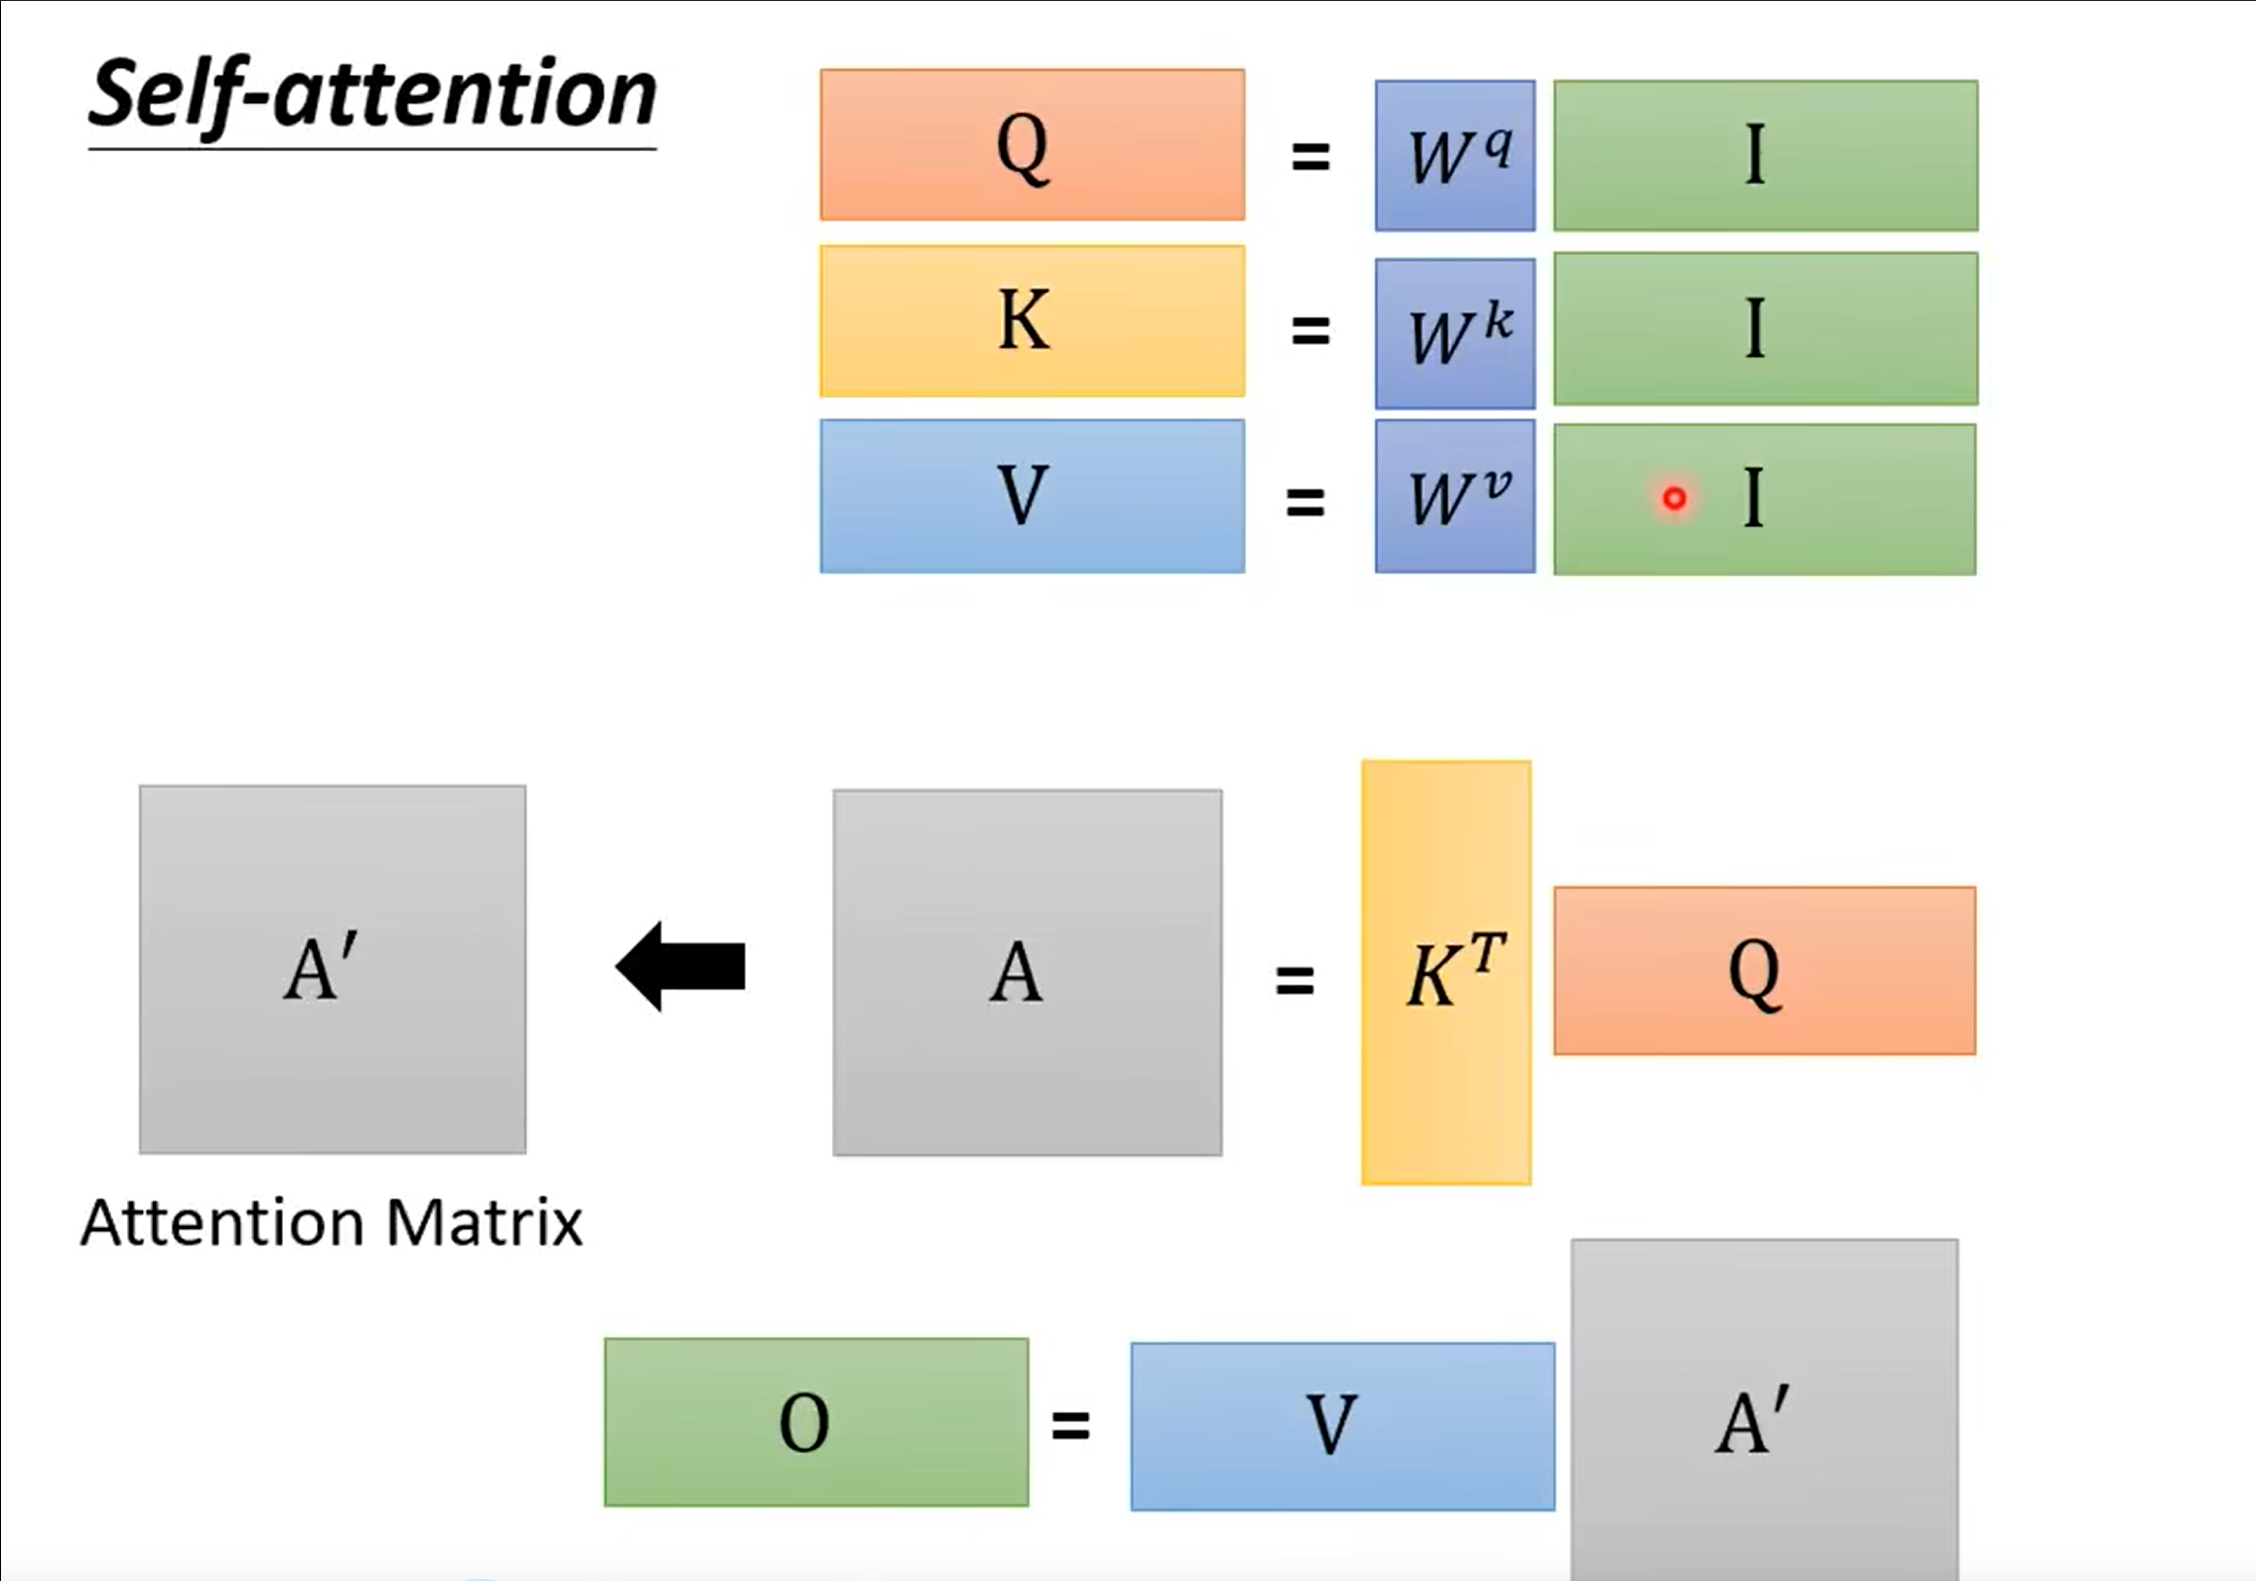 Self-attention
Q = W^q I
K = W^k I
V = W^v I
A′ A = K^T Q
Attention Matrix
O = V A′